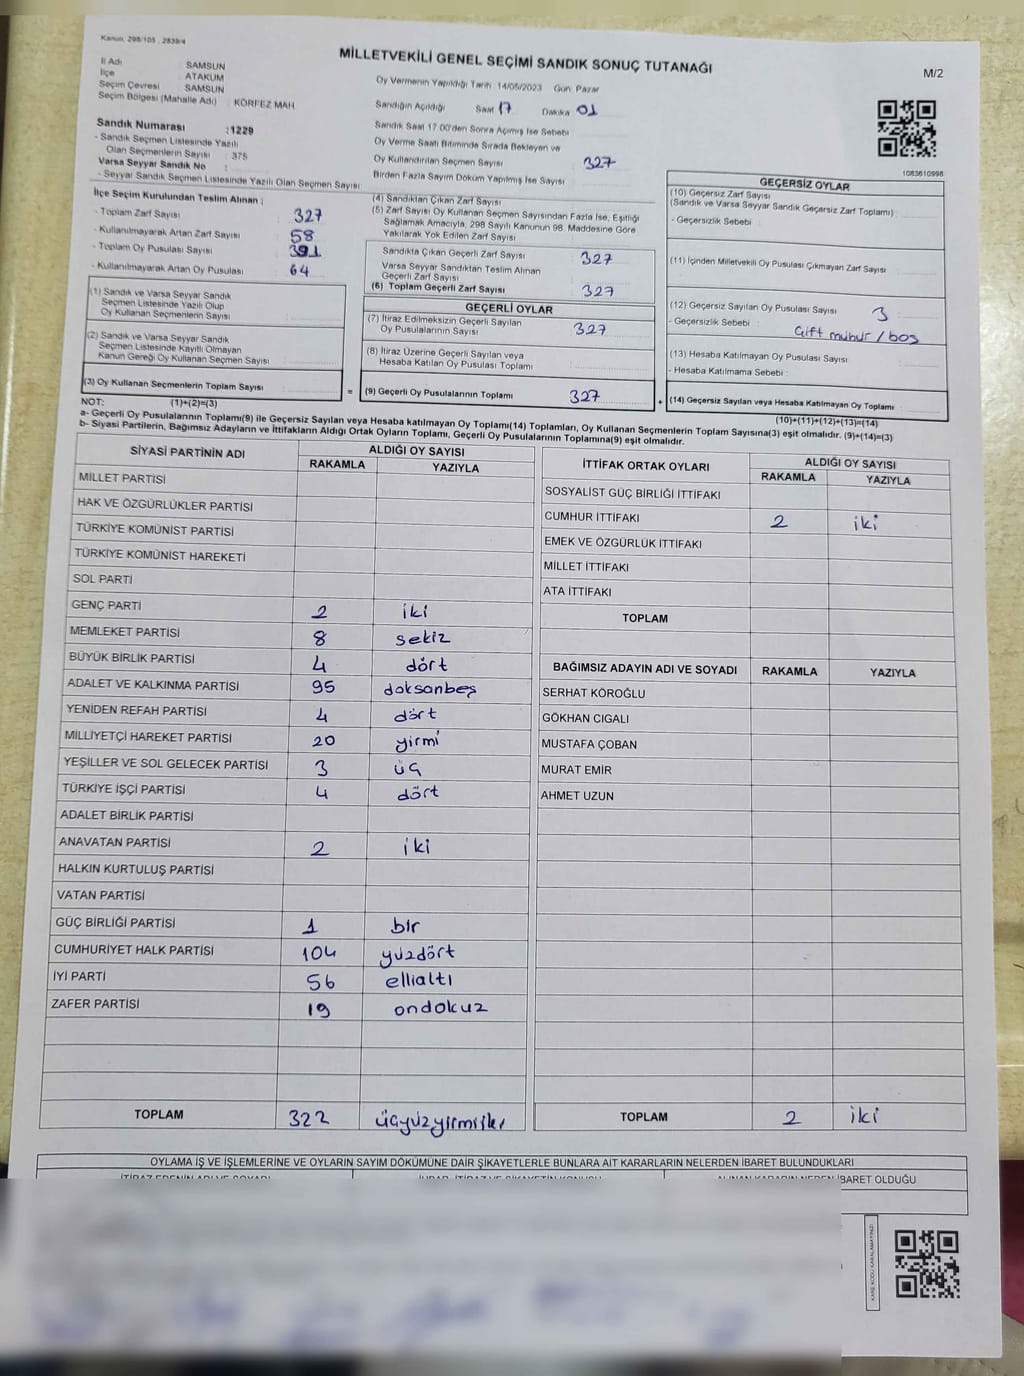 Kanun, 298/105 , 2839/4
MİLLETVEKİLİ GENEL SEÇİMİ SANDIK SONUÇ TUTANAĞI
M/2
İl Adı : SAMSUN
İlçe ATAKUM
Seçim Çevresi SAMSUN
Seçim Bölgesi (Mahalle Adı) : KÖRFEZ MAH
Oy Vermenin Yapıldığı Tarih 14/05/2023 Gün Pazar
Sandığın Açıldığı Saat 17 Dakika 01
Sandık Saat 17.00'den Sonra Açılmış İse Sebebi
Sandık Numarası :1229
- Sandık Seçmen Listesinde Yazılı
Olan Seçmenlerin Sayısı : 375
Varsa Seyyar Sandık No :
- Seyyar Sandık Seçmen Listesinde Yazılı Olan Seçmen Sayısı
Oy Verme Saati Bitiminde Sırada Bekleyen ve
Oy Kullandırılan Seçmen Sayısı 327
Birden Fazla Sayım Döküm Yapılmış İse Sayısı
1083610998
İlçe Seçim Kurulundan Teslim Alınan ;
- Toplam Zarf Sayısı 327
- Kullanılmayarak Artan Zarf Sayısı 58
- Toplam Oy Pusulası Sayısı 391
- Kullanılmayarak Artan Oy Pusulası 64
(1) Sandık ve Varsa Seyyar Sandık
Seçmen Listesinde Yazılı Olup
Oy Kullanan Seçmenlerin Sayısı
(2) Sandık ve Varsa Seyyar Sandık
Seçmen Listesinde Kayıtlı Olmayan
Kanun Gereği Oy Kullanan Seçmen Sayısı
(3) Oy Kullanan Seçmenlerin Toplam Sayısı =
(4) Sandıktan Çıkan Zarf Sayısı
(5) Zarf Sayısı Oy Kullanan Seçmen Sayısından Fazla İse, Eşitliği
Sağlamak Amacıyla, 298 Sayılı Kanunun 98. Maddesine Göre
Yakılarak Yok Edilen Zarf Sayısı
Sandıkta Çıkan Geçerli Zarf Sayısı 327
Varsa Seyyar Sandıktan Teslim Alınan
Geçerli Zarf Sayısı
(6) Toplam Geçerli Zarf Sayısı 327
GEÇERLİ OYLAR
(7) İtiraz Edilmeksizin Geçerli Sayılan
Oy Pusulalarının Sayısı 327
(8) İtiraz Üzerine Geçerli Sayılan veya
Hesaba Katılan Oy Pusulası Toplamı
(9) Geçerli Oy Pusulalarının Toplamı 327 +
GEÇERSİZ OYLAR
(10) Geçersiz Zarf Sayısı
(Sandık ve Varsa Seyyar Sandık Geçersiz Zarf Toplamı)
- Geçersizlik Sebebi
(11) İçinden Milletvekili Oy Pusulası Çıkmayan Zarf Sayısı
(12) Geçersiz Sayılan Oy Pusulası Sayısı 3
- Geçersizlik Sebebi : Çift mühür / boş
(13) Hesaba Katılmayan Oy Pusulası Sayısı
- Hesaba Katılmama Sebebi
(14) Geçersiz Sayılan veya Hesaba Katılmayan Oy Toplamı
NOT: (1)+(2)=(3) (10)+(11)+(12)+(13)=(14)
a- Geçerli Oy Pusulalarının Toplamı(9) ile Geçersiz Sayılan veya Hesaba katılmayan Oy Toplamı(14) Toplamları, Oy Kullanan Seçmenlerin Toplam Sayısına(3) eşit olmalıdır. (9)+(14)=(3)
b- Siyasi Partilerin, Bağımsız Adayların ve İttifakların Aldığı Ortak Oyların Toplamı, Geçerli Oy Pusulalarının Toplamına(9) eşit olmalıdır.
SİYASİ PARTİNİN ADI ALDIĞI OY SAYISI
RAKAMLA YAZIYLA
MİLLET PARTİSİ
HAK VE ÖZGÜRLÜKLER PARTİSİ
TÜRKİYE KOMÜNİST PARTİSİ
TÜRKİYE KOMÜNİST HAREKETİ
SOL PARTİ
GENÇ PARTİ 2 iki
MEMLEKET PARTİSİ 8 sekiz
BÜYÜK BİRLİK PARTİSİ 4 dört
ADALET VE KALKINMA PARTİSİ 95 doksanbeş
YENİDEN REFAH PARTİSİ 4 dört
MİLLİYETÇİ HAREKET PARTİSİ 20 yirmi
YEŞİLLER VE SOL GELECEK PARTİSİ 3 üç
TÜRKİYE İŞÇİ PARTİSİ 4 dört
ADALET BİRLİK PARTİSİ
ANAVATAN PARTİSİ 2 iki
HALKIN KURTULUŞ PARTİSİ
VATAN PARTİSİ
GÜÇ BİRLİĞİ PARTİSİ 1 bir
CUMHURİYET HALK PARTİSİ 104 yüzdört
İYİ PARTİ 56 ellialtı
ZAFER PARTİSİ 19 ondokuz
TOPLAM 322 üçyüzyirmiiki
İTTİFAK ORTAK OYLARI ALDIĞI OY SAYISI
RAKAMLA YAZIYLA
SOSYALİST GÜÇ BİRLİĞİ İTTİFAKI
CUMHUR İTTİFAKI 2 iki
EMEK VE ÖZGÜRLÜK İTTİFAKI
MİLLET İTTİFAKI
ATA İTTİFAKI
TOPLAM
BAĞIMSIZ ADAYIN ADI VE SOYADI RAKAMLA YAZIYLA
SERHAT KÖROĞLU
GÖKHAN CIGALI
MUSTAFA ÇOBAN
MURAT EMİR
AHMET UZUN
TOPLAM 2 iki
OYLAMA İŞ VE İŞLEMLERİNE VE OYLARIN SAYIM DÖKÜMÜNE DAİR ŞİKAYETLERLE BUNLARA AİT KARARLARIN NELERDEN İBARET BULUNDUKLARI
İBARET OLDUĞU
KARE KODU KARALAMAYINIZ!